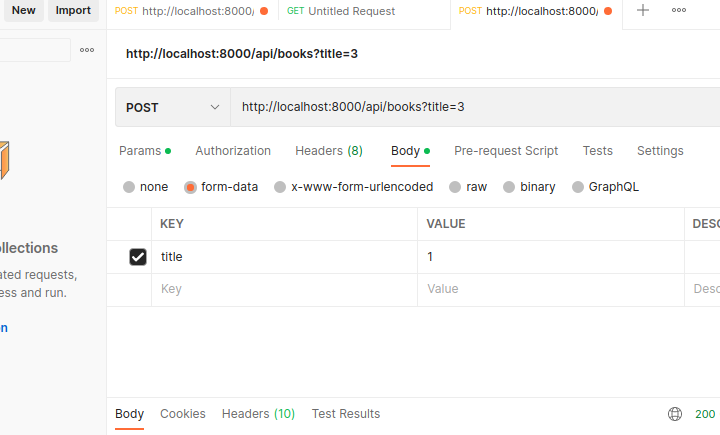 New Import POST http://localhost:8000/ GET Untitled Request POST http://localhost:8000/
http://localhost:8000/api/books?title=3
POST http://localhost:8000/api/books?title=3
Params Authorization Headers (8) Body Pre-request Script Tests Settings
none form-data x-www-form-urlencoded raw binary GraphQL
KEY VALUE DESC
title 1
Key Value Desc
ollections
ated requests,
ess and run.
n
Body Cookies Headers (10) Test Results 200